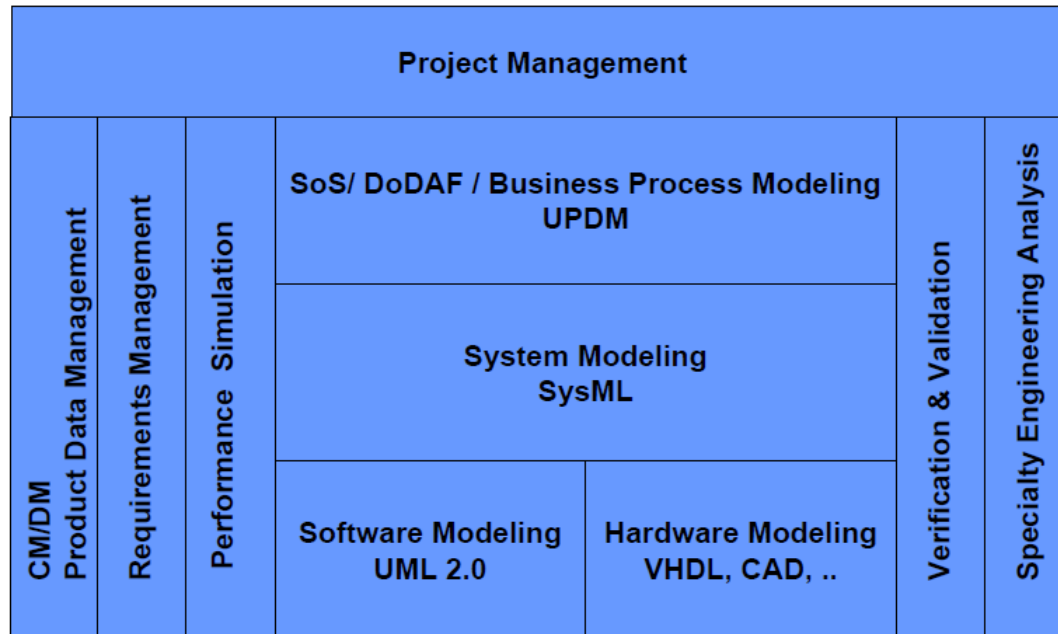 Project Management
CM/DM
Product Data Management
Requirements Management
Performance Simulation
SoS/ DoDAF / Business Process Modeling
UPDM
System Modeling
SysML
Software Modeling
UML 2.0
Hardware Modeling
VHDL, CAD, ..
Verification & Validation
Specialty Engineering Analysis